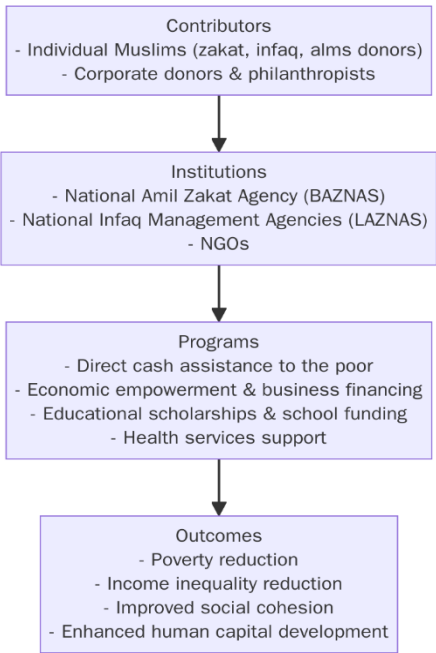 Contributors
- Individual Muslims (zakat, infaq, alms donors)
- Corporate donors & philanthropists
Institutions
- National Amil Zakat Agency (BAZNAS)
- National Infaq Management Agencies (LAZNAS)
- NGOs
Programs
- Direct cash assistance to the poor
- Economic empowerment & business financing
- Educational scholarships & school funding
- Health services support
Outcomes
- Poverty reduction
- Income inequality reduction
- Improved social cohesion
- Enhanced human capital development